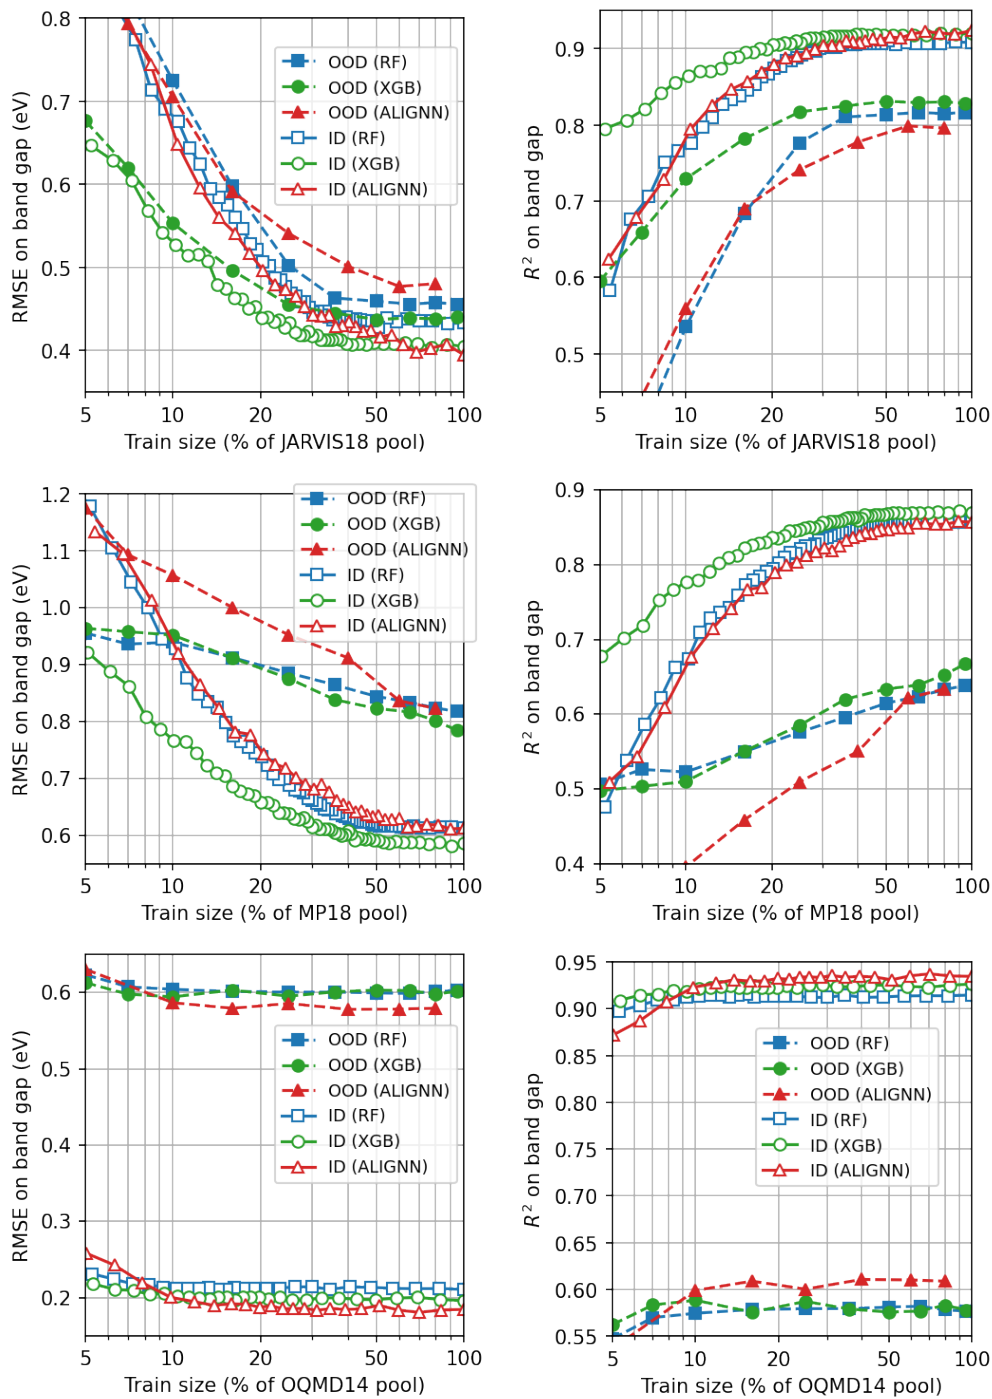 RMSE on band gap (eV)
0.8
0.7
0.6
0.5
0.4
OOD (RF)
OOD (XGB)
OOD (ALIGNN)
ID (RF)
ID (XGB)
ID (ALIGNN)
5 10 20 50 100
Train size (% of JARVIS18 pool)
R² on band gap
0.9
0.8
0.7
0.6
0.5
5 10 20 50 100
Train size (% of JARVIS18 pool)
RMSE on band gap (eV)
1.2
1.1
1.0
0.9
0.8
0.7
0.6
OOD (RF)
OOD (XGB)
OOD (ALIGNN)
ID (RF)
ID (XGB)
ID (ALIGNN)
5 10 20 50 100
Train size (% of MP18 pool)
R² on band gap
0.9
0.8
0.7
0.6
0.5
0.4
5 10 20 50 100
Train size (% of MP18 pool)
RMSE on band gap (eV)
0.6
0.5
0.4
0.3
0.2
OOD (RF)
OOD (XGB)
OOD (ALIGNN)
ID (RF)
ID (XGB)
ID (ALIGNN)
5 10 20 50 100
Train size (% of OQMD14 pool)
R² on band gap
0.95
0.90
0.85
0.80
0.75
0.70
0.65
0.60
0.55
OOD (RF)
OOD (XGB)
OOD (ALIGNN)
ID (RF)
ID (XGB)
ID (ALIGNN)
5 10 20 50 100
Train size (% of OQMD14 pool)